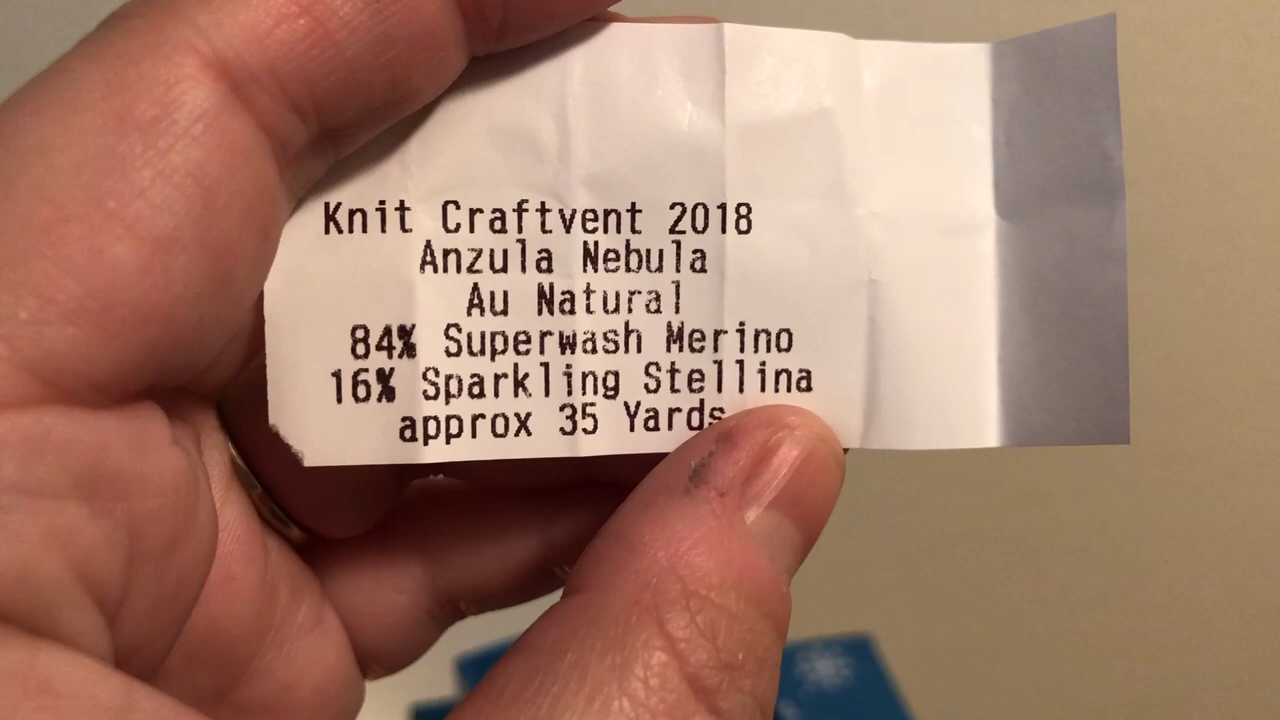 Knit Craftvent 2018
Anzula Nebula
Au Natural
84% Superwash Merino
16% Sparkling Stellina
approx 35 Yards